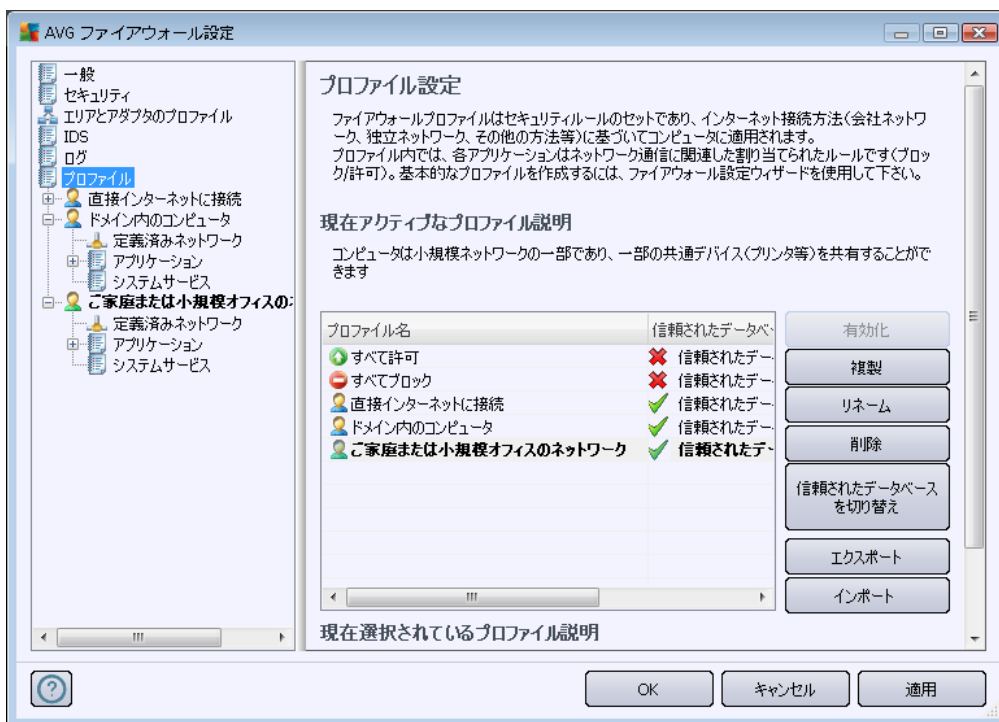 AVG ファイアウォール設定
一般
セキュリティ
エリアとアダプタのプロファイル
IDS
ログ
プロファイル
直接インターネットに接続
ドメイン内のコンピュータ
定義済みネットワーク
アプリケーション
システムサービス
ご家庭または小規模オフィスの
定義済みネットワーク
アプリケーション
システムサービス
プロファイル設定
ファイアウォールプロファイルはセキュリティルールのセットであり、インターネット接続方法(会社ネットワ
ーク、独立ネットワーク、その他の方法等)に基づいてコンピュータに適用されます。
プロファイル内では、各アプリケーションはネットワーク通信に関連した割り当てられたルールです(ブロッ
ク/許可)。基本的なプロファイルを作成するには、ファイアウォール設定ウィザードを使用して下さい。
現在アクティブなプロファイル説明
コンピュータは小規模ネットワークの一部であり、一部の共通デバイス(プリンタ等)を共有することがで
きます
プロファイル名 信頼されたデータベ
すべて許可 信頼されたデー
すべてブロック 信頼されたデー
直接インターネットに接続 信頼されたデー
ドメイン内のコンピュータ 信頼されたデー
ご家庭または小規模オフィスのネットワーク 信頼されたデ
有効化
複製
リネーム
削除
信頼されたデータベース
を切り替え
エクスポート
インポート
現在選択されているプロファイル説明
OK
キャンセル
適用